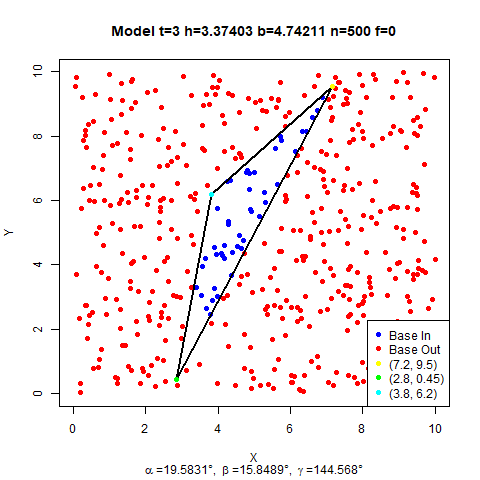 Model t=3 h=3.37403 b=4.74211 n=500 f=0
10
8
6
4
2
0
Y
Base In
Base Out
(7.2, 9.5)
(2.8, 0.45)
(3.8, 6.2)
0 2 4 6 8 10
X
α=19.5831°, β=15.8489°, γ=144.568°